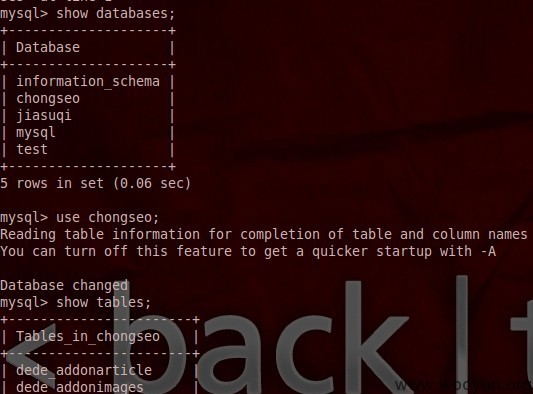 mysql> show databases;
+--------------------+
| Database           |
+--------------------+
| information_schema |
| chongseo           |
| jiasuqi            |
| mysql              |
| test               |
+--------------------+
5 rows in set (0.06 sec)
mysql> use chongseo;
Reading table information for completion of table and column names
You can turn off this feature to get a quicker startup with -A
Database changed
mysql> show tables;
+-----------------------+
| Tables_in_chongseo    |
+-----------------------+
| dede_addonarticle     |
| dede_addonimages      |
<< back | t